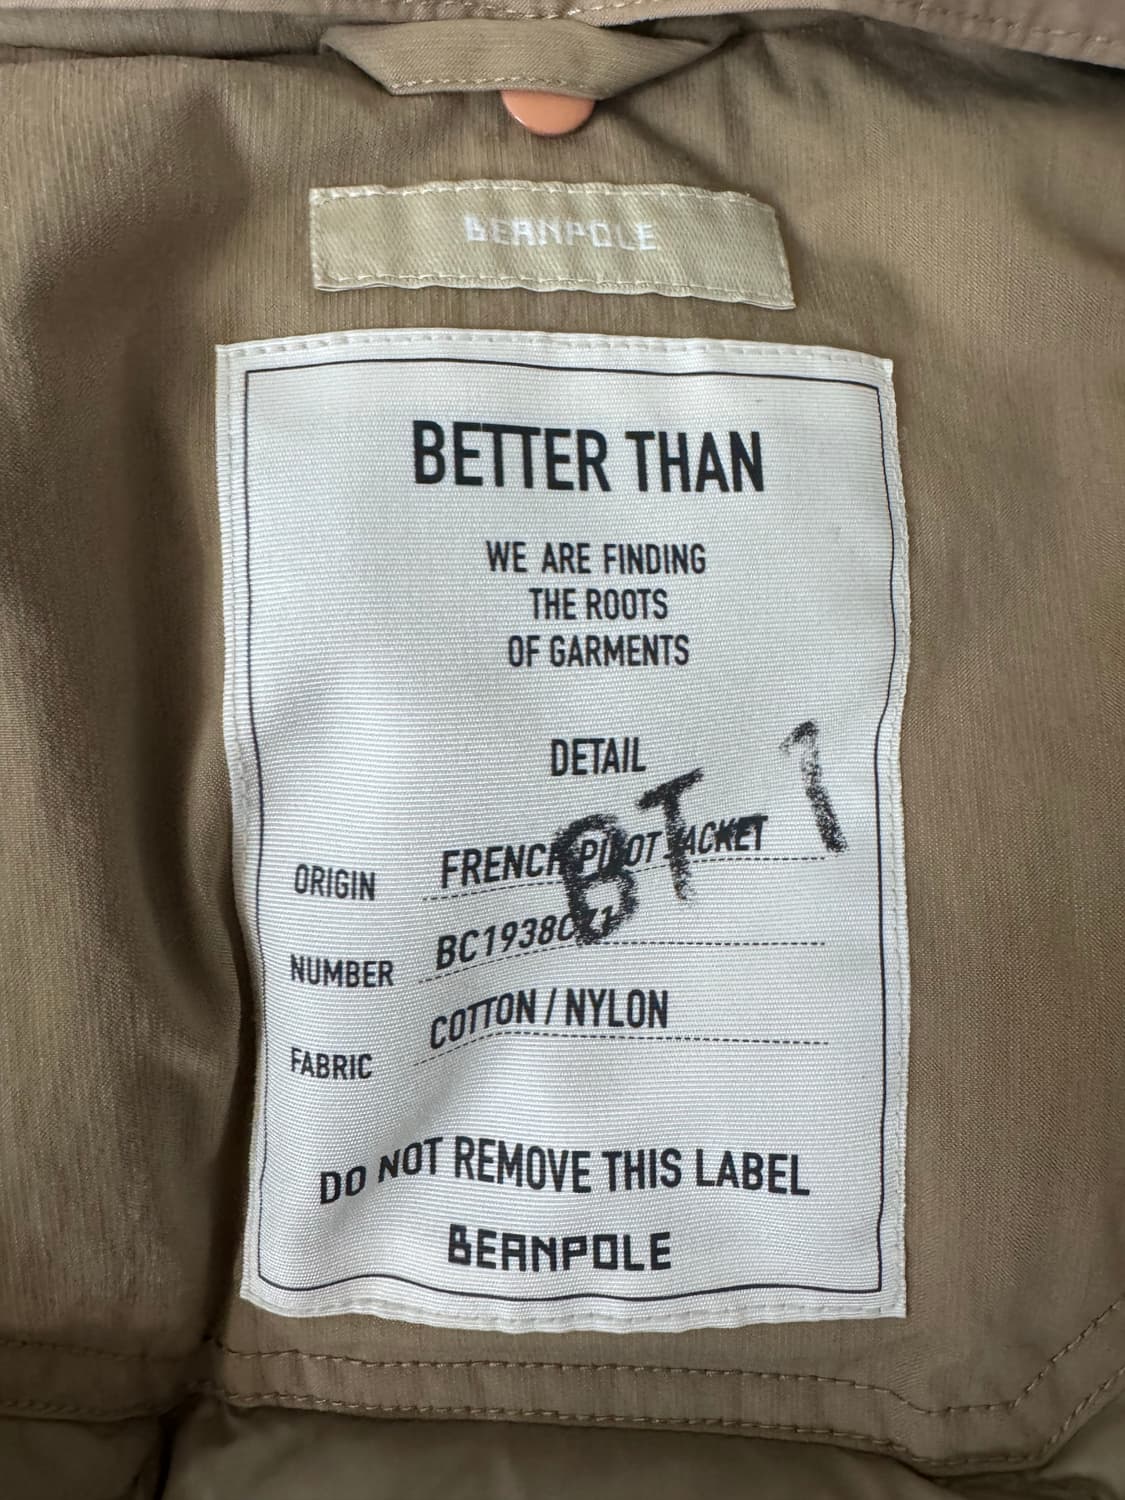 BEANPOLE
BETTER THAN
WE ARE FINDING
THE ROOTS
OF GARMENTS
DETAIL
BT-1
ORIGIN FRENCH PILOT JACKET
NUMBER
FABRIC COTTON / NYLON
DO NOT REMOVE THIS LABEL
BEANPOLE